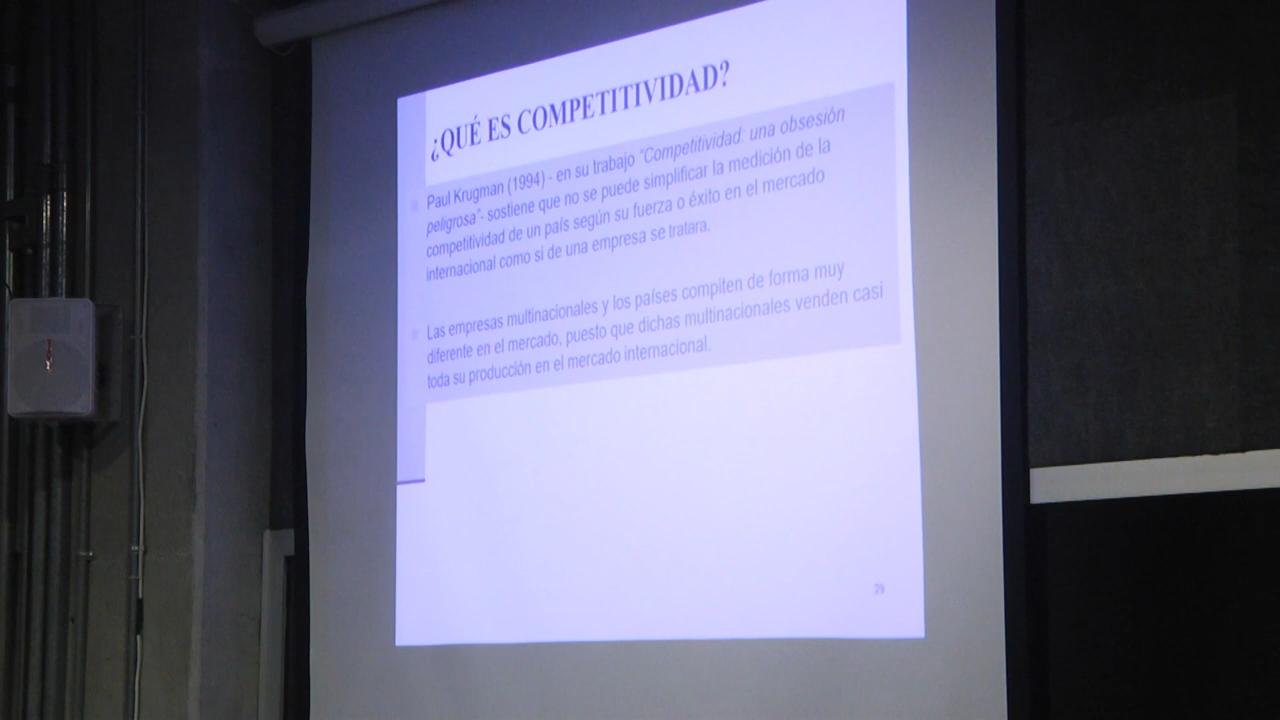 ¿QUÉ ES COMPETITIVIDAD?
Paul Krugman (1994) - en su trabajo "Competitividad: una obsesión
peligrosa"- sostiene que no se puede simplificar la medición de la
competitividad de un país según su fuerza o éxito en el mercado
internacional como si de una empresa se tratara.
Las empresas multinacionales y los países compiten de forma muy
diferente en el mercado, puesto que dichas multinacionales venden casi
toda su producción en el mercado internacional.
29